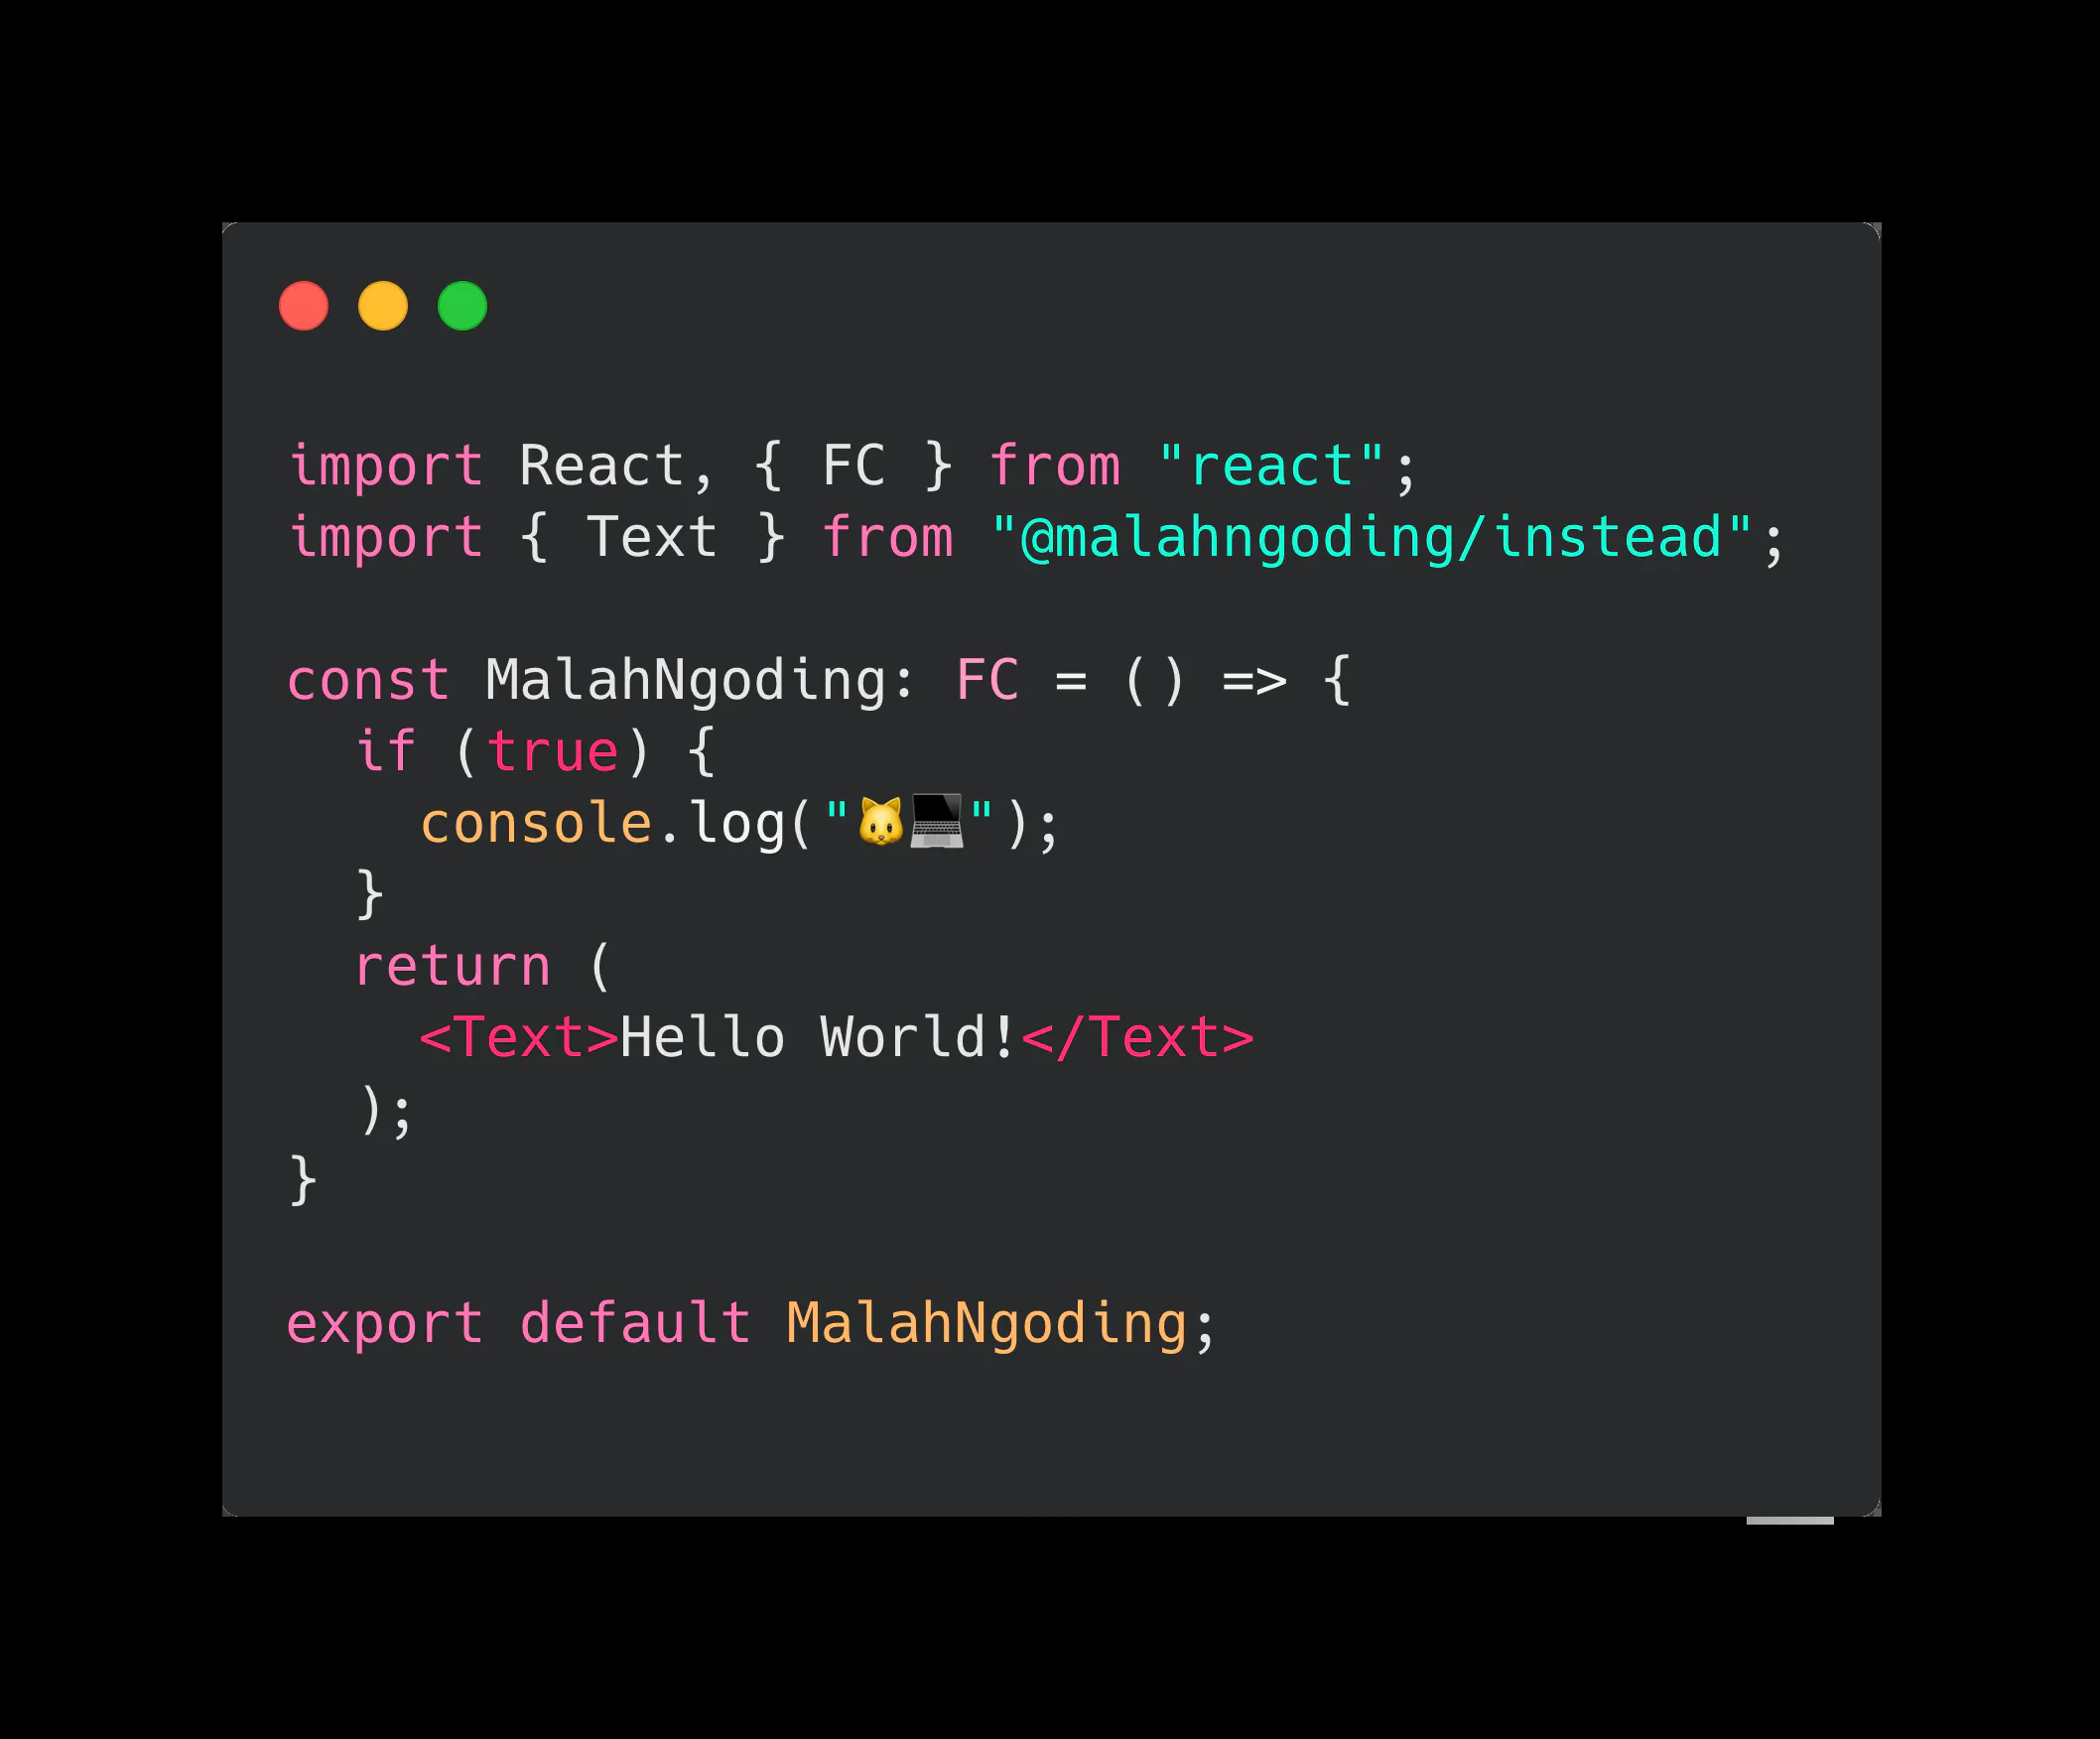 import React, { FC } from "react";
import { Text } from "@malahngoding/instead";
const MalahNgoding: FC = () => {
  if (true) {
    console.log("🐱💻");
  }
  return (
    <Text>Hello World!</Text>
  );
}
export default MalahNgoding;